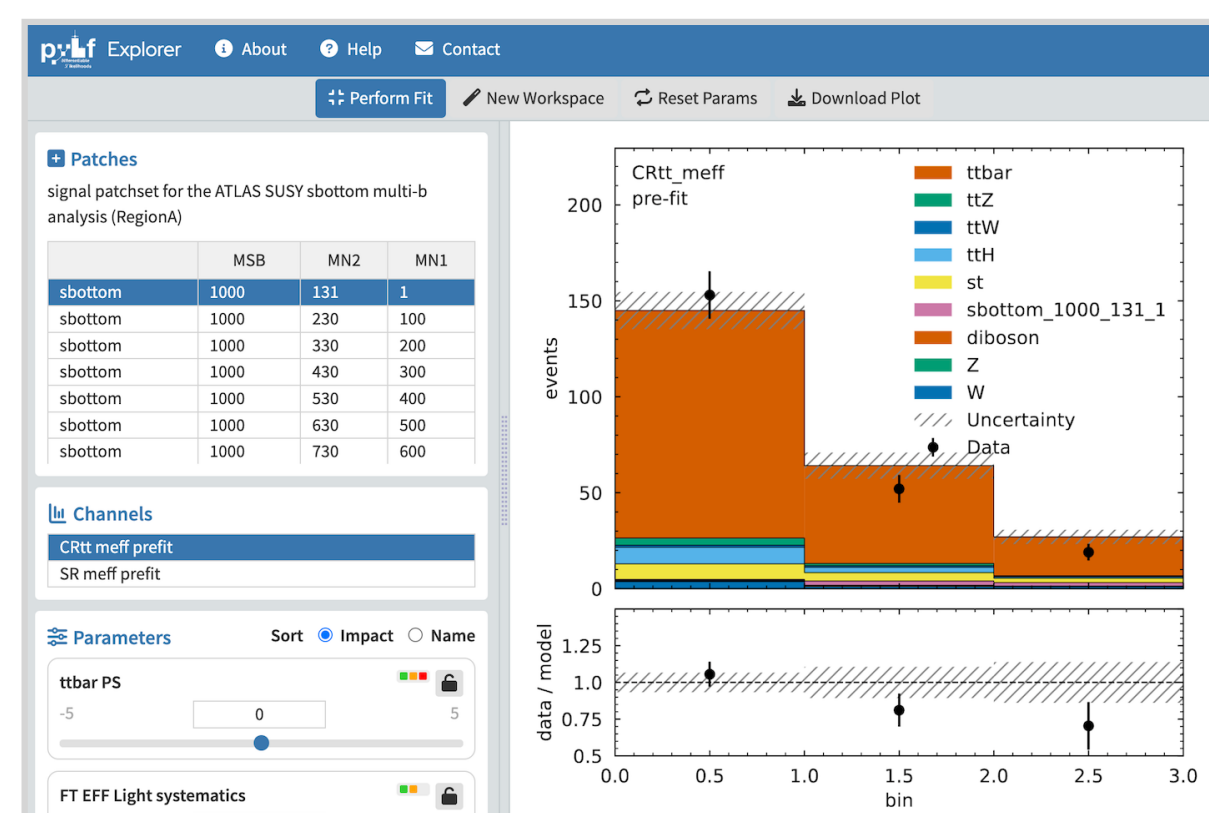 pyhf Explorer About Help Contact
Perform Fit New Workspace Reset Params Download Plot
Patches
signal patchset for the ATLAS SUSY sbottom multi-b
analysis (RegionA)
MSB MN2 MN1
sbottom 1000 131 1
sbottom 1000 230 100
sbottom 1000 330 200
sbottom 1000 430 300
sbottom 1000 530 400
sbottom 1000 630 500
sbottom 1000 730 600
Channels
CRtt meff prefit
SR meff prefit
Parameters Sort Impact Name
ttbar PS
-5 0 5
FT EFF Light systematics
CRtt_meff
pre-fit
ttbar
ttZ
ttW
ttH
st
sbottom_1000_131_1
diboson
Z
W
Uncertainty
Data
events
200
150
100
50
0
data / model
1.25
1.0
0.75
0.5
0.0 0.5 1.0 1.5 2.0 2.5 3.0
bin